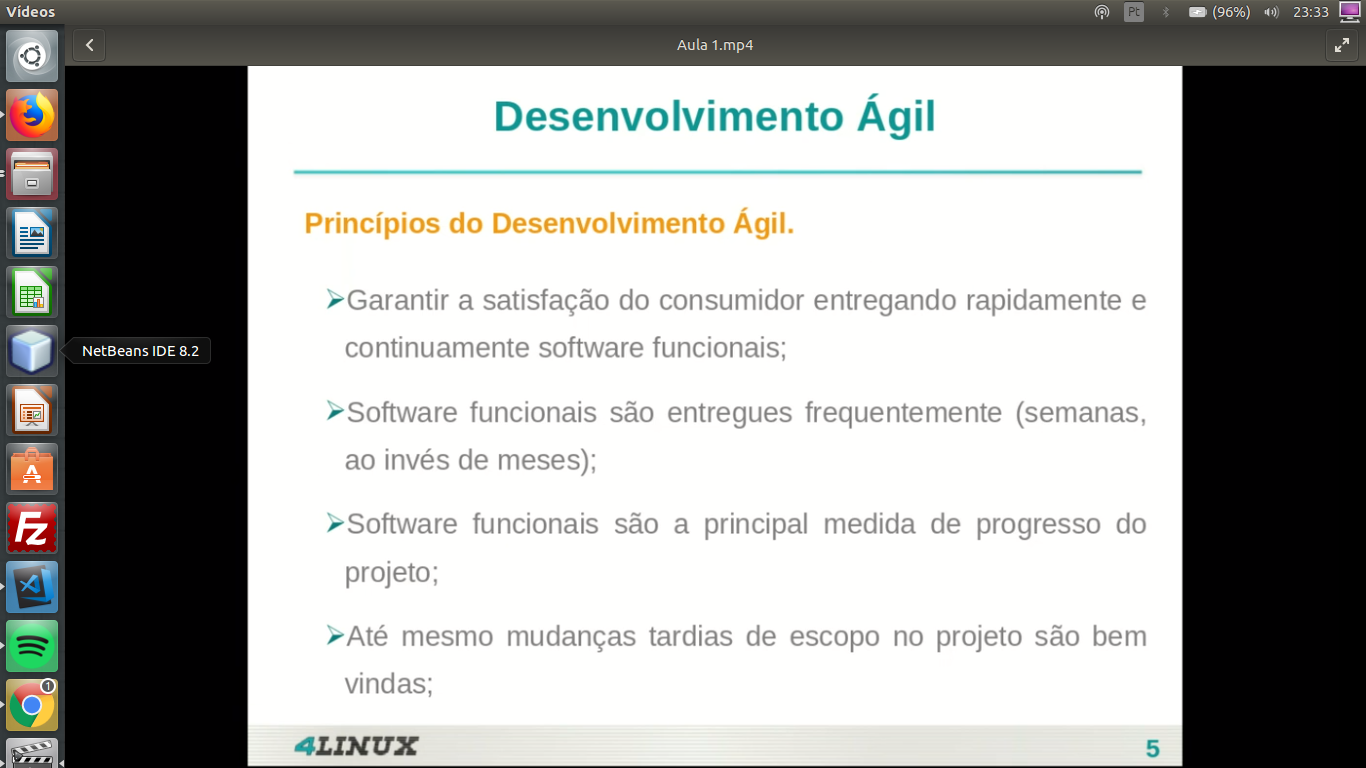 Vídeos
Pt
(96%)
23:33
Aula 1.mp4
Desenvolvimento Ágil
Princípios do Desenvolvimento Ágil.
➢Garantir a satisfação do consumidor entregando rapidamente e
continuamente software funcionais;
NetBeans IDE 8.2
➢Software funcionais são entregues frequentemente (semanas,
ao invés de meses);
➢Software funcionais são a principal medida de progresso do
projeto;
➢Até mesmo mudanças tardias de escopo no projeto são bem
vindas;
A
Fz
1
4LINUX
5